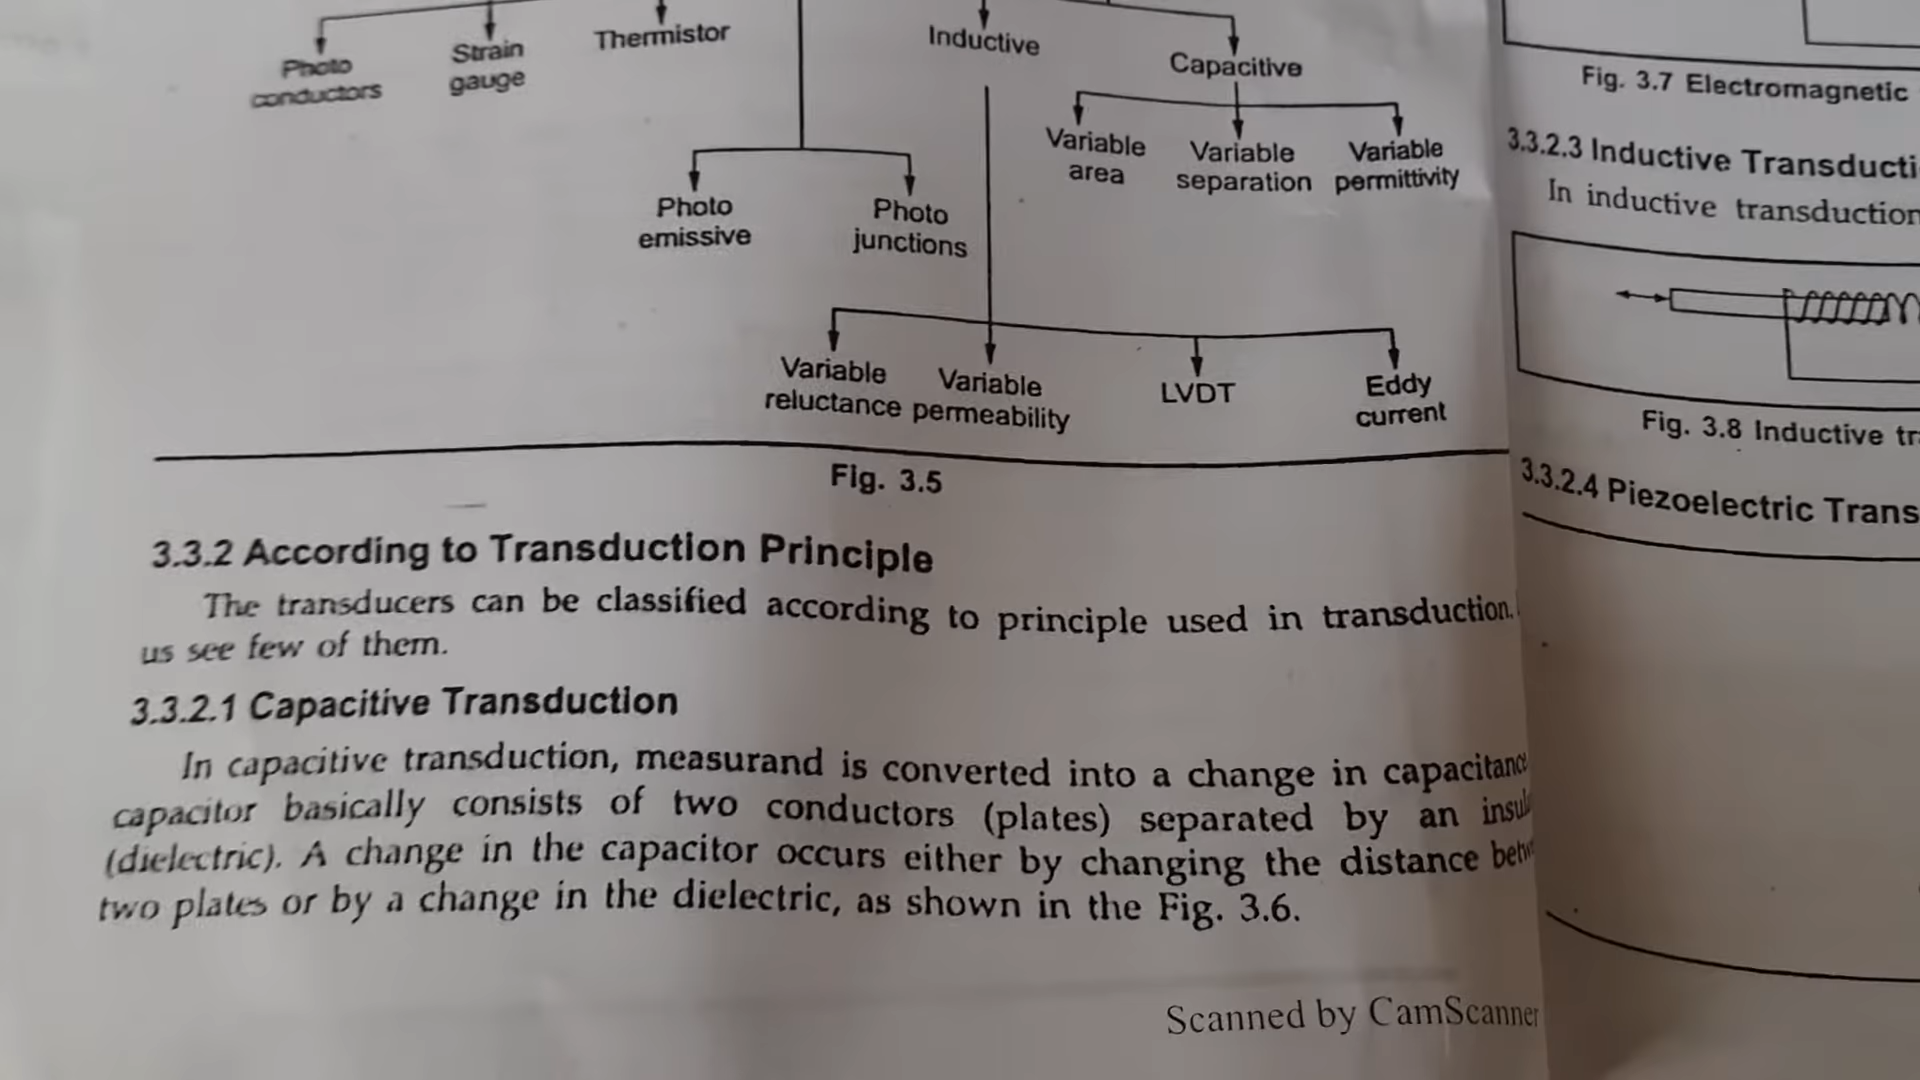 Photo
conductors
Strain
gauge
Thermistor
Inductive
Capacitive
Variable
area
Variable
separation
Variable
permittivity
Photo
emissive
Photo
junctions
Variable
reluctance
Variable
permeability
LVDT
Eddy
current
Fig. 3.5
3.3.2 According to Transduction Principle
The transducers can be classified according to principle used in transduction.
us see few of them.
3.3.2.1 Capacitive Transduction
In capacitive transduction, measurand is converted into a change in
capacitor basically consists of two conductors (plates) separated by an
(dielectric). A change in the capacitor occurs either by changing the distance
two plates or by a change in the dielectric, as shown in the Fig. 3.6.
Scanned by CamScanner
Fig. 3.7 Electromagnetic
3.3.2.3 Inductive
In inductive transduction
Fig. 3.8 Inductive
3.3.2.4 Piezoelectric